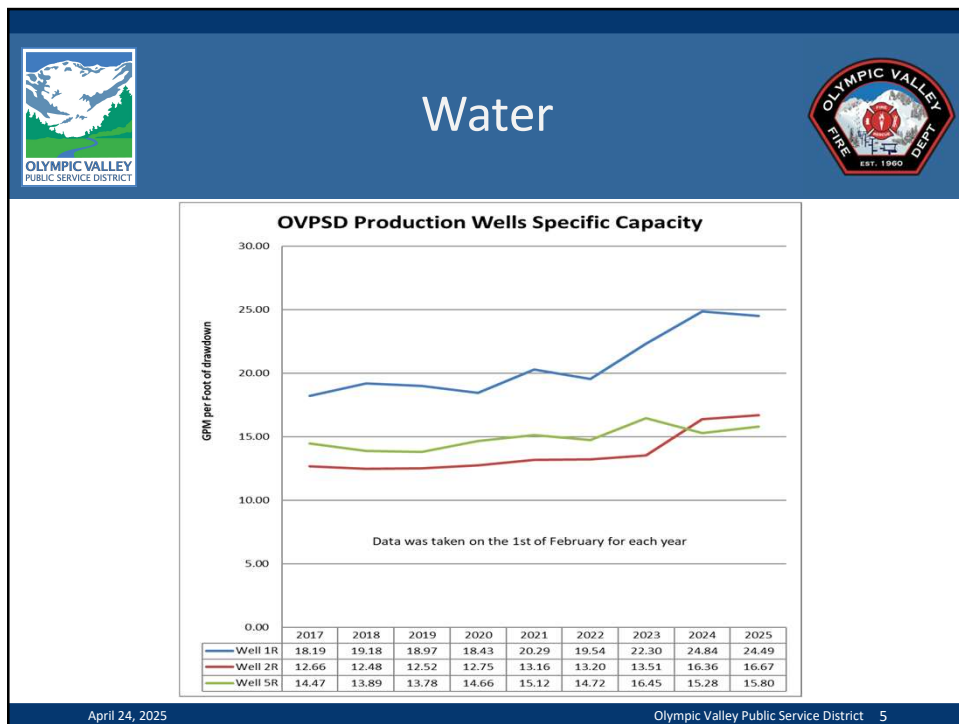 OLYMPIC VALLEY
PUBLIC SERVICE DISTRICT
Water
OLYMPIC VALLEY
FIRE DEPT
FIRE
RESCUE
EST. 1960
OVPSD Production Wells Specific Capacity
GPM per Foot of drawdown
30.00
25.00
20.00
15.00
10.00
5.00
0.00
Data was taken on the 1st of February for each year
2017 2018 2019 2020 2021 2022 2023 2024 2025
Well 1R 18.19 19.18 18.97 18.43 20.29 19.54 22.30 24.84 24.49
Well 2R 12.66 12.48 12.52 12.75 13.16 13.20 13.51 16.36 16.67
Well 5R 14.47 13.89 13.78 14.66 15.12 14.72 16.45 15.28 15.80
April 24, 2025
Olympic Valley Public Service District 5